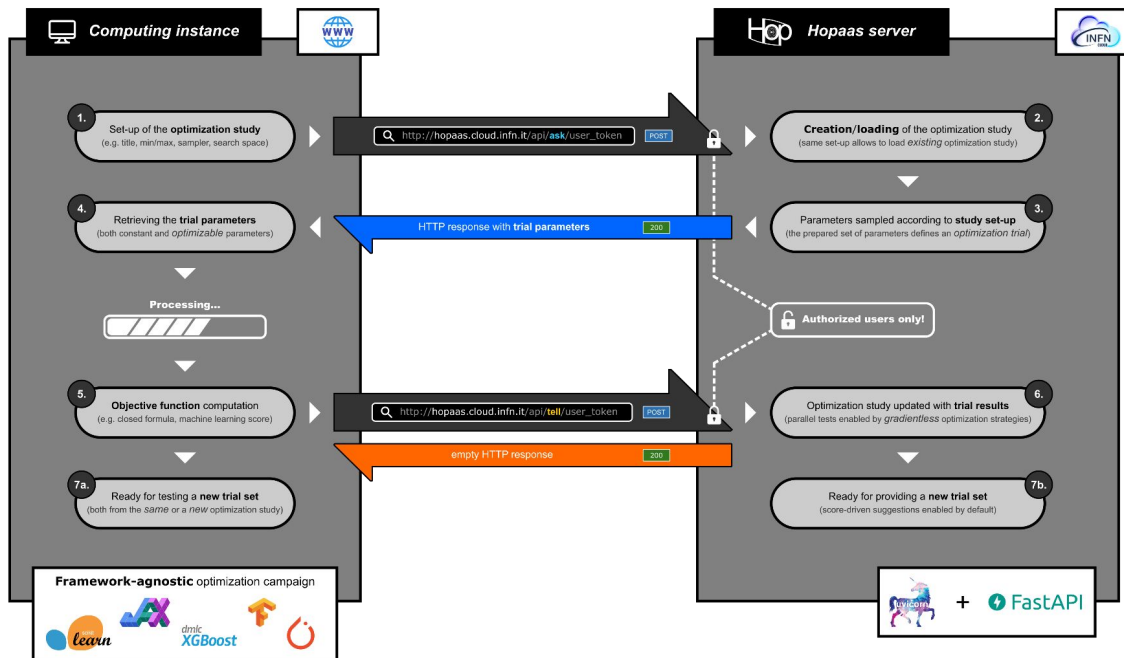 Computing instance
WWW
Hop
Hopaas server
INFN
CLOUD
1.
Set-up of the optimization study
(e.g. title, min/max, sampler, search space)
http://hopaas.cloud.infn.it/api/ask/user_token
POST
2.
Creation/loading of the optimization study
(same set-up allows to load existing optimization study)
4.
Retrieving the trial parameters
(both constant and optimizable parameters)
HTTP response with trial parameters
200
3.
Parameters sampled according to study set-up
(the prepared set of parameters defines an optimization trial)
Processing...
Authorized users only!
5.
Objective function computation
(e.g. closed formula, machine learning score)
http://hopaas.cloud.infn.it/api/tell/user_token
POST
6.
Optimization study updated with trial results
(parallel tests enabled by gradientless optimization strategies)
empty HTTP response
200
7a.
Ready for testing a new trial set
(both from the same or a new optimization study)
7b.
Ready for providing a new trial set
(score-driven suggestions enabled by default)
Framework-agnostic optimization campaign
learn
JAX
dmlc
XGBoost
uvicorn
+
FastAPI